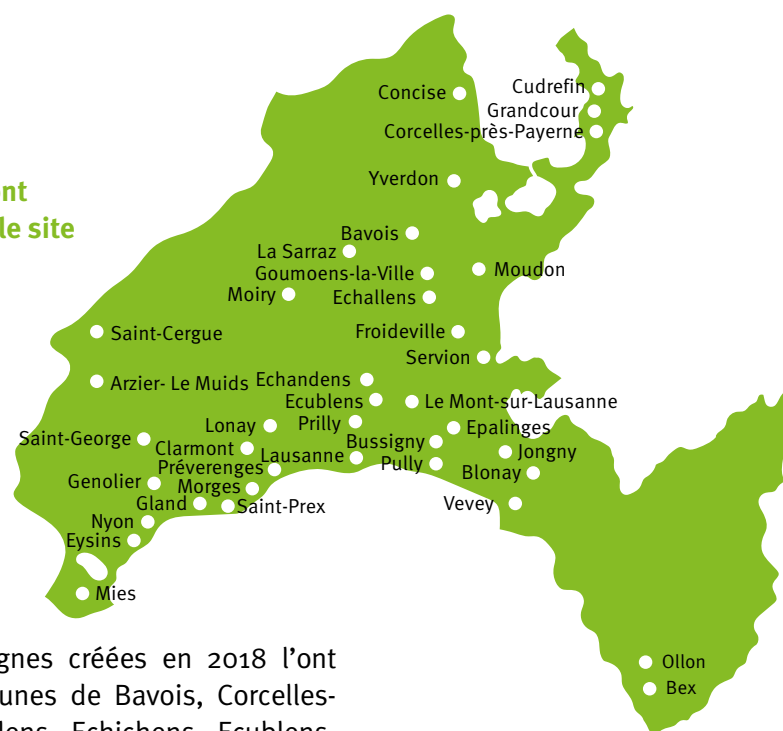 Concise
Cudrefin
Grandcour
Corcelles-près-Payerne
Yverdon
ont
le site
Bavois
La Sarraz
Goumoens-la-Ville
Moudon
Moiry
Echallens
Saint-Cergue
Froideville
Servion
Arzier- Le Muids
Echandens
Ecublens
Le Mont-sur-Lausanne
Lonay
Prilly
Epalinges
Saint-George
Clarmont
Bussigny
Jongny
Préverenges
Lausanne
Pully
Blonay
Genolier
Morges
Gland
Saint-Prex
Vevey
Nyon
Eysins
Mies
gnes créées en 2018 l'ont
unes de Bavois, Corcelles-
Echichens, Ecublens,
Ollon
Bex